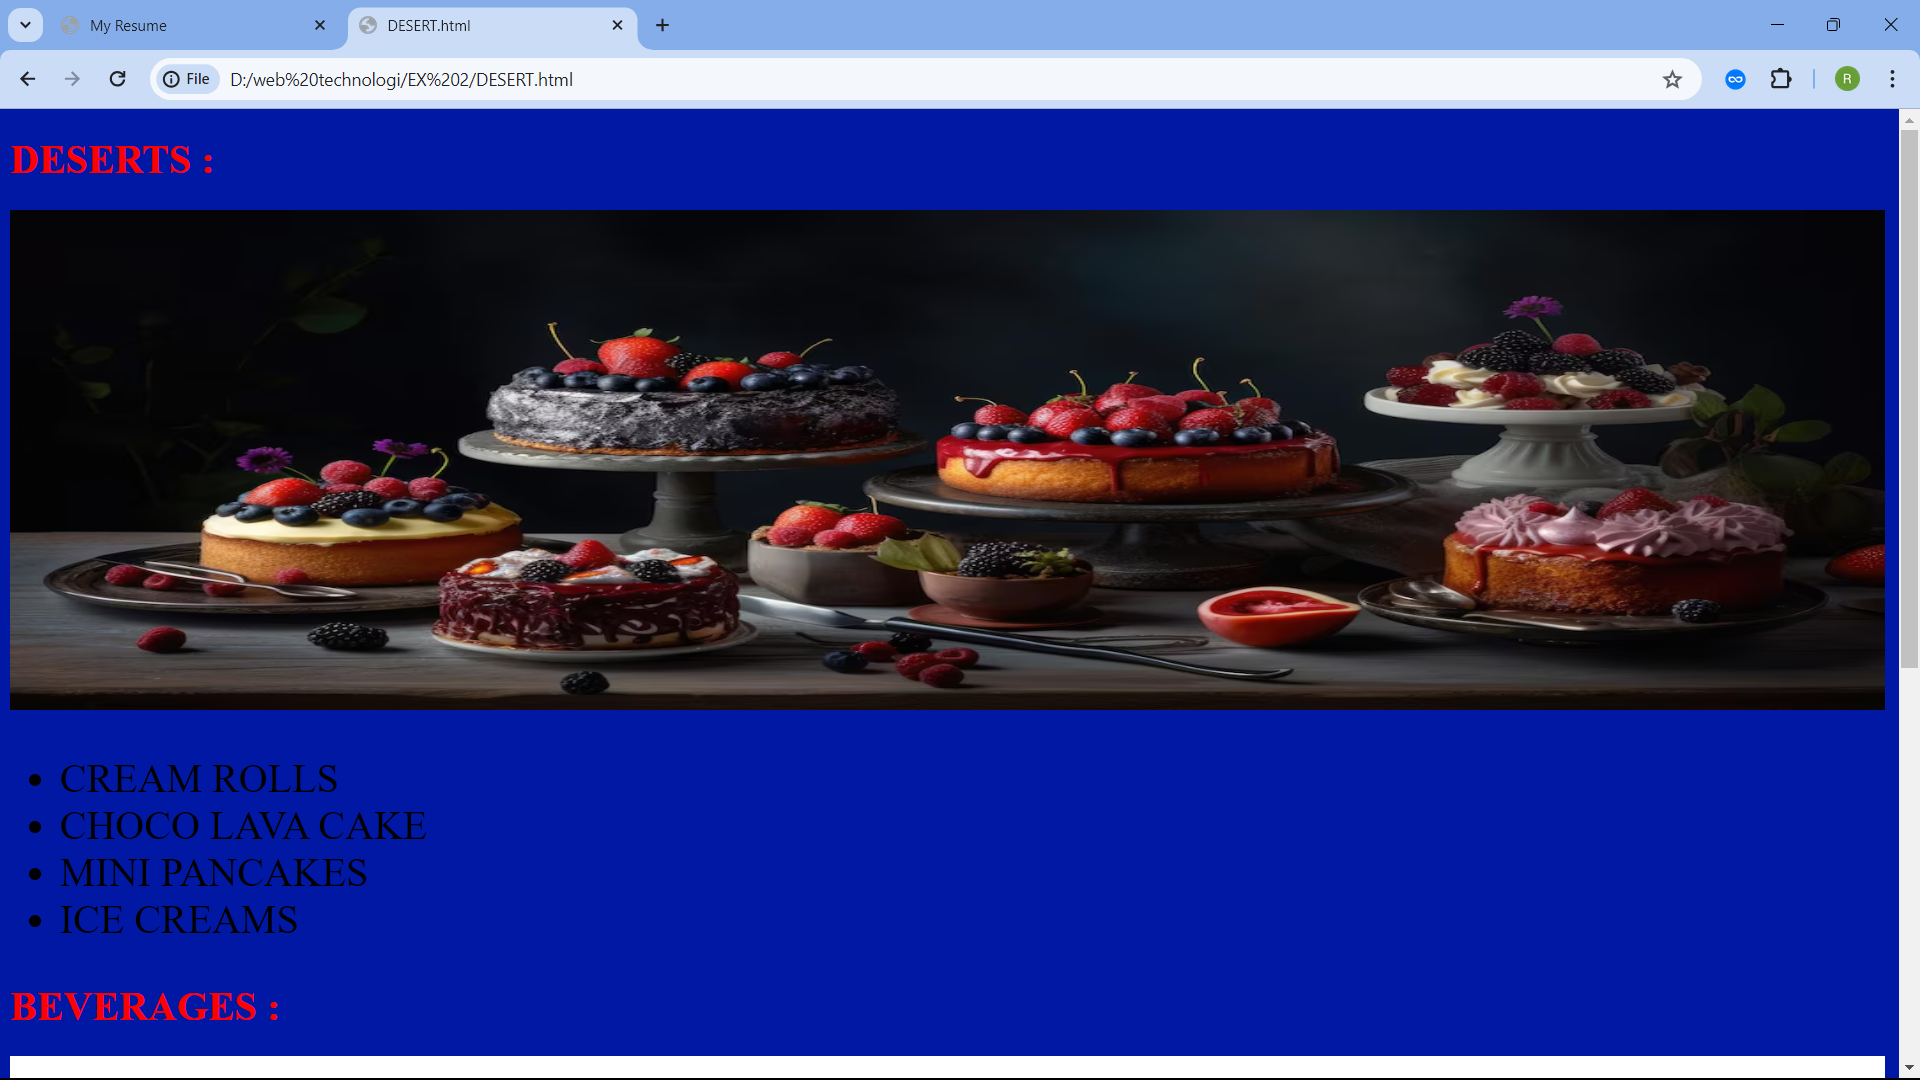 My Resume
DESERT.html
File
D:/web%20technologi/EX%202/DESERT.html
R
DESERTS :
CREAM ROLLS
CHOCO LAVA CAKE
MINI PANCAKES
ICE CREAMS
BEVERAGES :